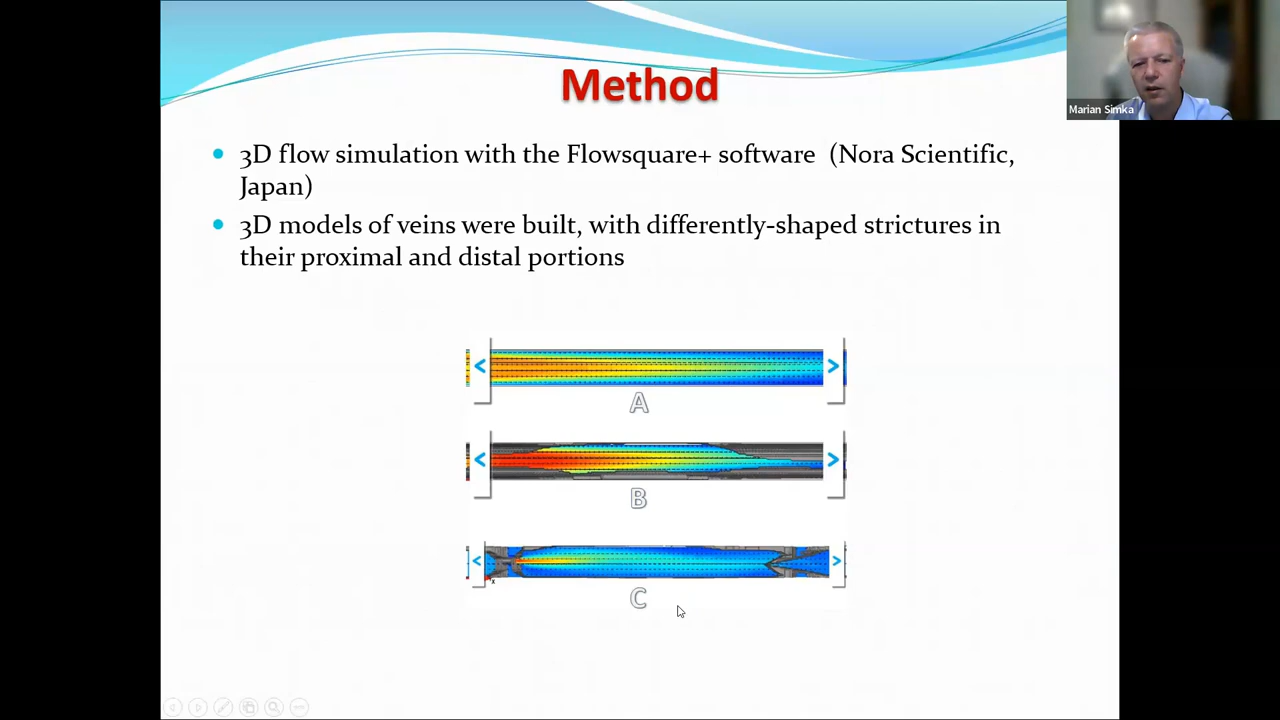 Method
Marian Simka
3D flow simulation with the Flowsquare+ software (Nora Scientific,
Japan)
3D models of veins were built, with differently-shaped strictures in
their proximal and distal portions
< >
A
< >
B
< >
x
C